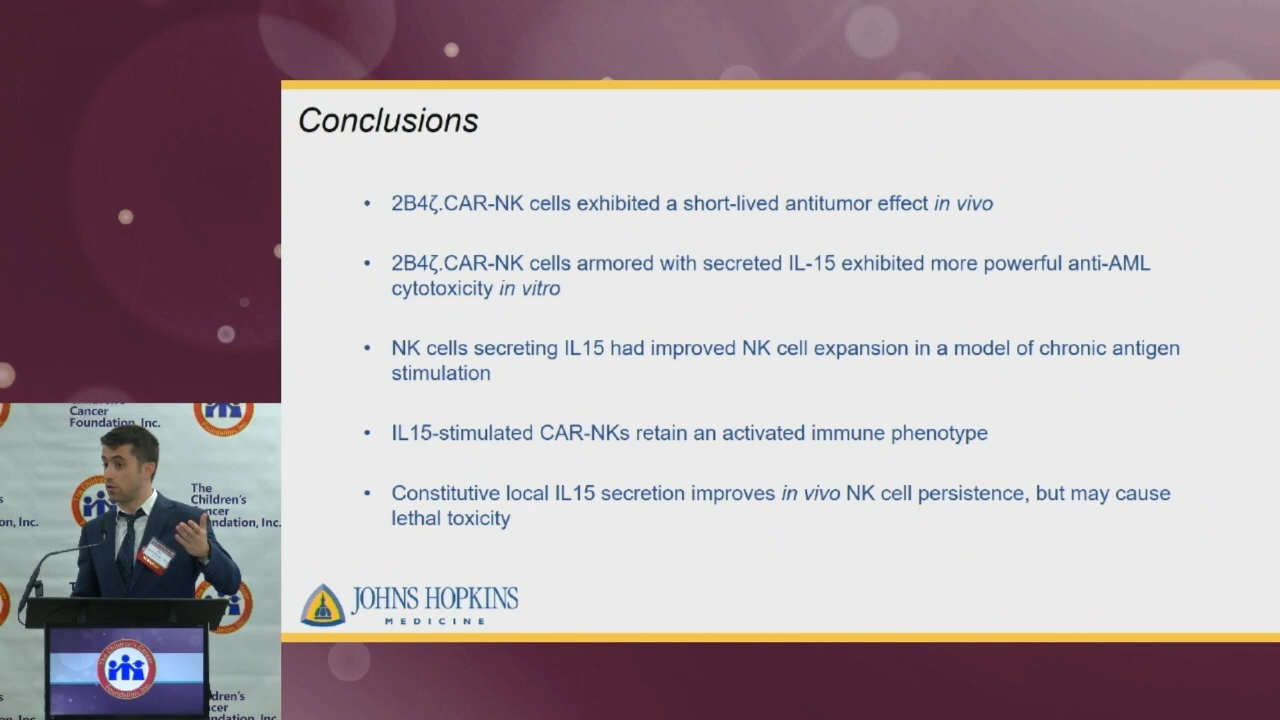 Conclusions
• 2B4ζ.CAR-NK cells exhibited a short-lived antitumor effect in vivo
• 2B4ζ.CAR-NK cells armored with secreted IL-15 exhibited more powerful anti-AML
cytotoxicity in vitro
• NK cells secreting IL15 had improved NK cell expansion in a model of chronic antigen
stimulation
• IL15-stimulated CAR-NKs retain an activated immune phenotype
• Constitutive local IL15 secretion improves in vivo NK cell persistence, but may cause
lethal toxicity
JOHNS HOPKINS
MEDICINE
Cancer
Foundation, Inc.
The
Children's
Foundation, Inc.
on, Inc.